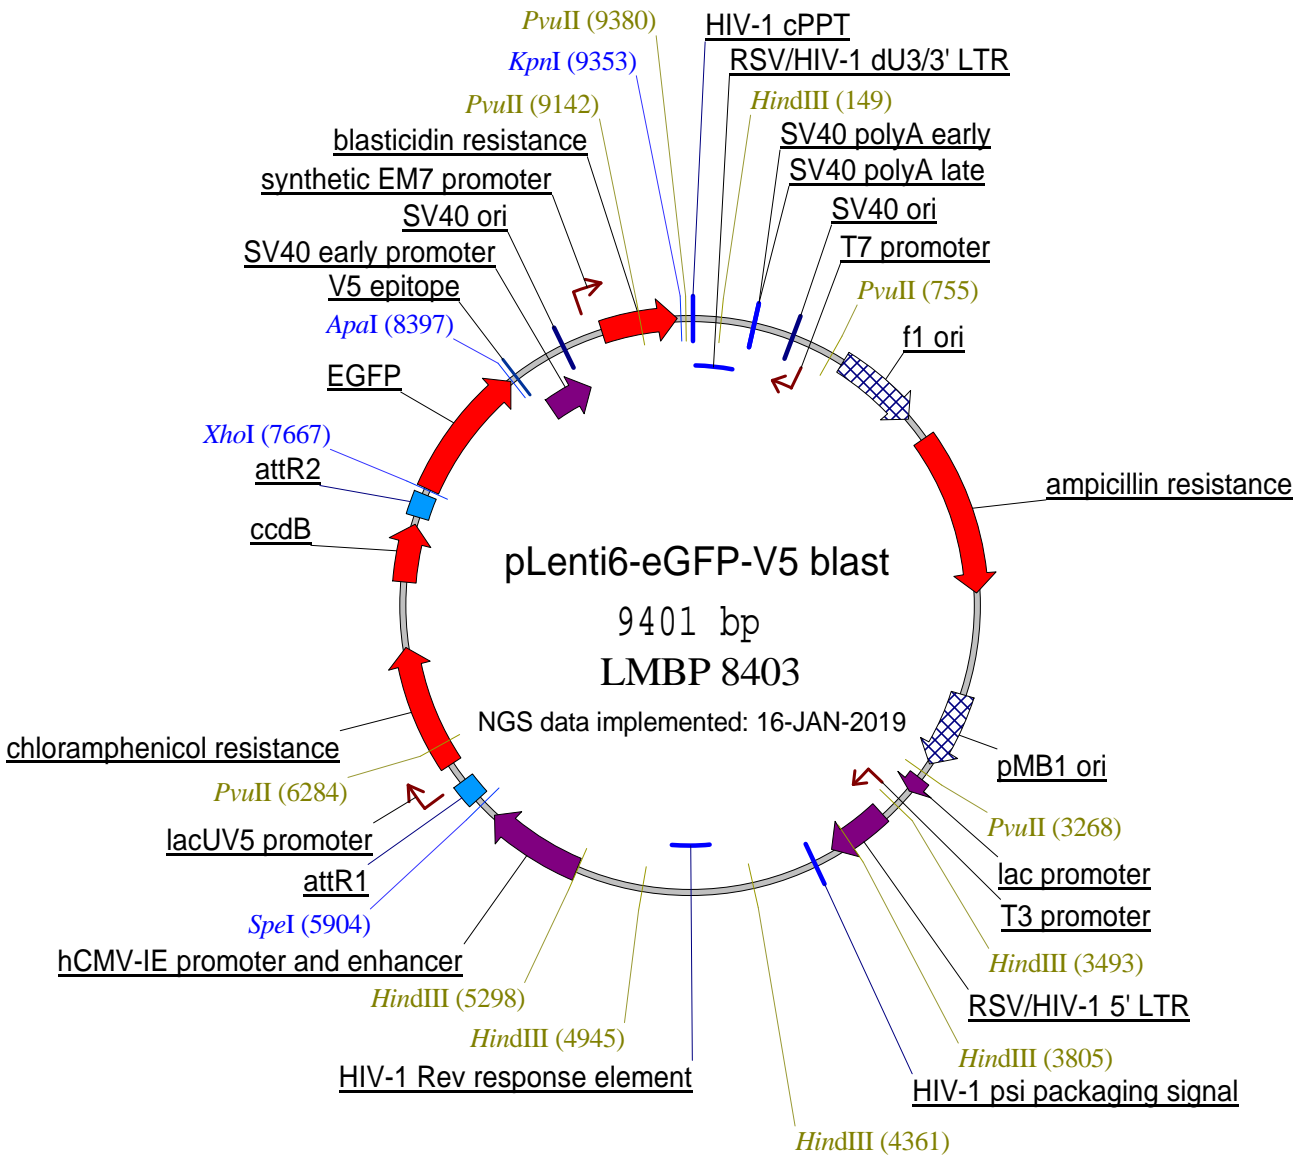 PvuII (9380)
HIV-1 cPPT
KpnI (9353)
RSV/HIV-1 dU3/3' LTR
PvuII (9142)
HindIII (149)
blasticidin resistance
SV40 polyA early
synthetic EM7 promoter
SV40 polyA late
SV40 ori
SV40 ori
SV40 early promoter
T7 promoter
V5 epitope
PvuII (755)
ApaI (8397)
f1 ori
EGFP
XhoI (7667)
attR2
ampicillin resistance
ccdB
pLenti6-eGFP-V5 blast
9401 bp
LMBP 8403
NGS data implemented: 16-JAN-2019
chloramphenicol resistance
pMB1 ori
PvuII (6284)
PvuII (3268)
lacUV5 promoter
lac promoter
attR1
T3 promoter
SpeI (5904)
hCMV-IE promoter and enhancer
HindIII (3493)
HindIII (5298)
RSV/HIV-1 5' LTR
HindIII (4945)
HindIII (3805)
HIV-1 Rev response element
HIV-1 psi packaging signal
HindIII (4361)